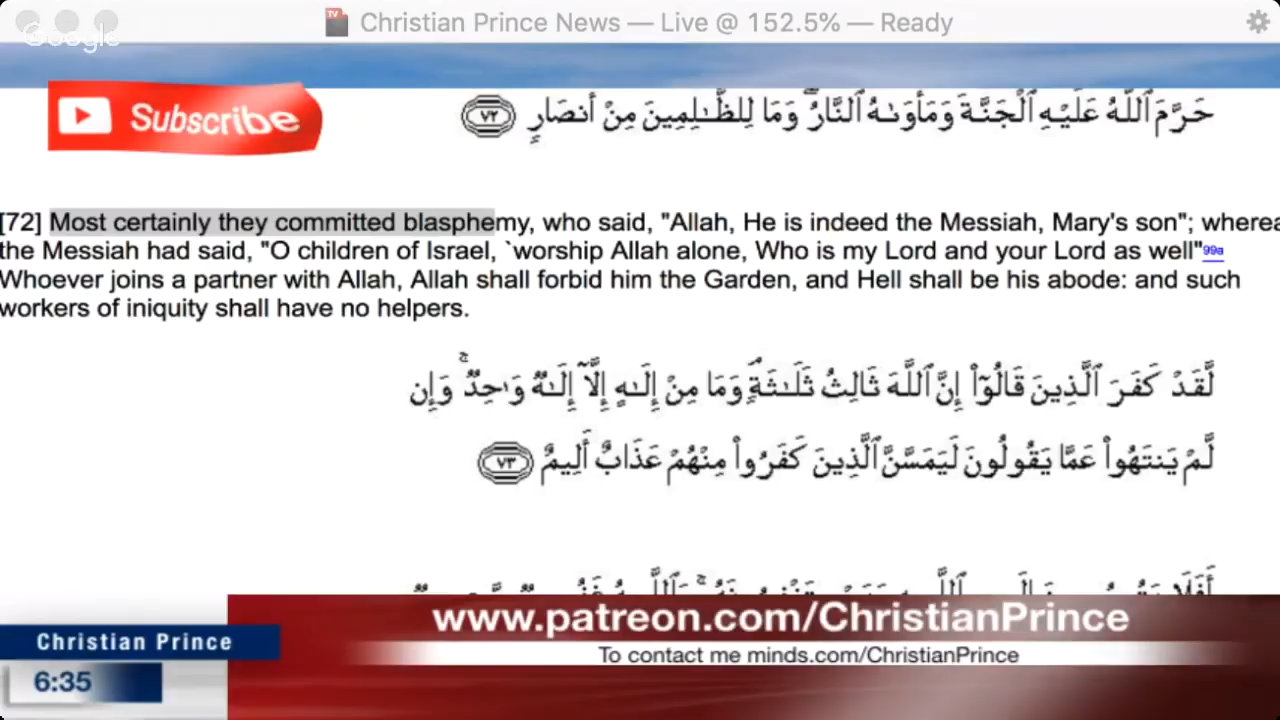 Christian Prince News — Live @ 152.5% — Ready
Google
TV
Subscribe
حَرَّمَ ٱللَّهُ عَلَيْهِ ٱلْجَنَّةَ وَمَأْوَىٰهُ ٱلنَّارُ ۖ وَمَا لِلظَّـٰلِمِينَ مِنْ أَنصَارٍ ٧٢
[72] Most certainly they committed blasphemy, who said, "Allah, He is indeed the Messiah, Mary's son"; wherea
the Messiah had said, "O children of Israel, `worship Allah alone, Who is my Lord and your Lord as well" 99a
Whoever joins a partner with Allah, Allah shall forbid him the Garden, and Hell shall be his abode: and such
workers of iniquity shall have no helpers.
لَّقَدْ كَفَرَ ٱلَّذِينَ قَالُوٓا۟ إِنَّ ٱللَّهَ ثَالِثُ ثَلَـٰثَةٍۘ وَمَا مِنْ إِلَـٰهٍ إِلَّآ إِلَـٰهٌ وَٰحِدٌ ۚ وَإِن
لَّمْ يَنتَهُوا۟ عَمَّا يَقُولُونَ لَيَمَسَّنَّ ٱلَّذِينَ كَفَرُوا۟ مِنْهُمْ عَذَابٌ أَلِيمٌ ٧٣
www.patreon.com/ChristianPrince
To contact me minds.com/ChristianPrince
Christian Prince
6:35